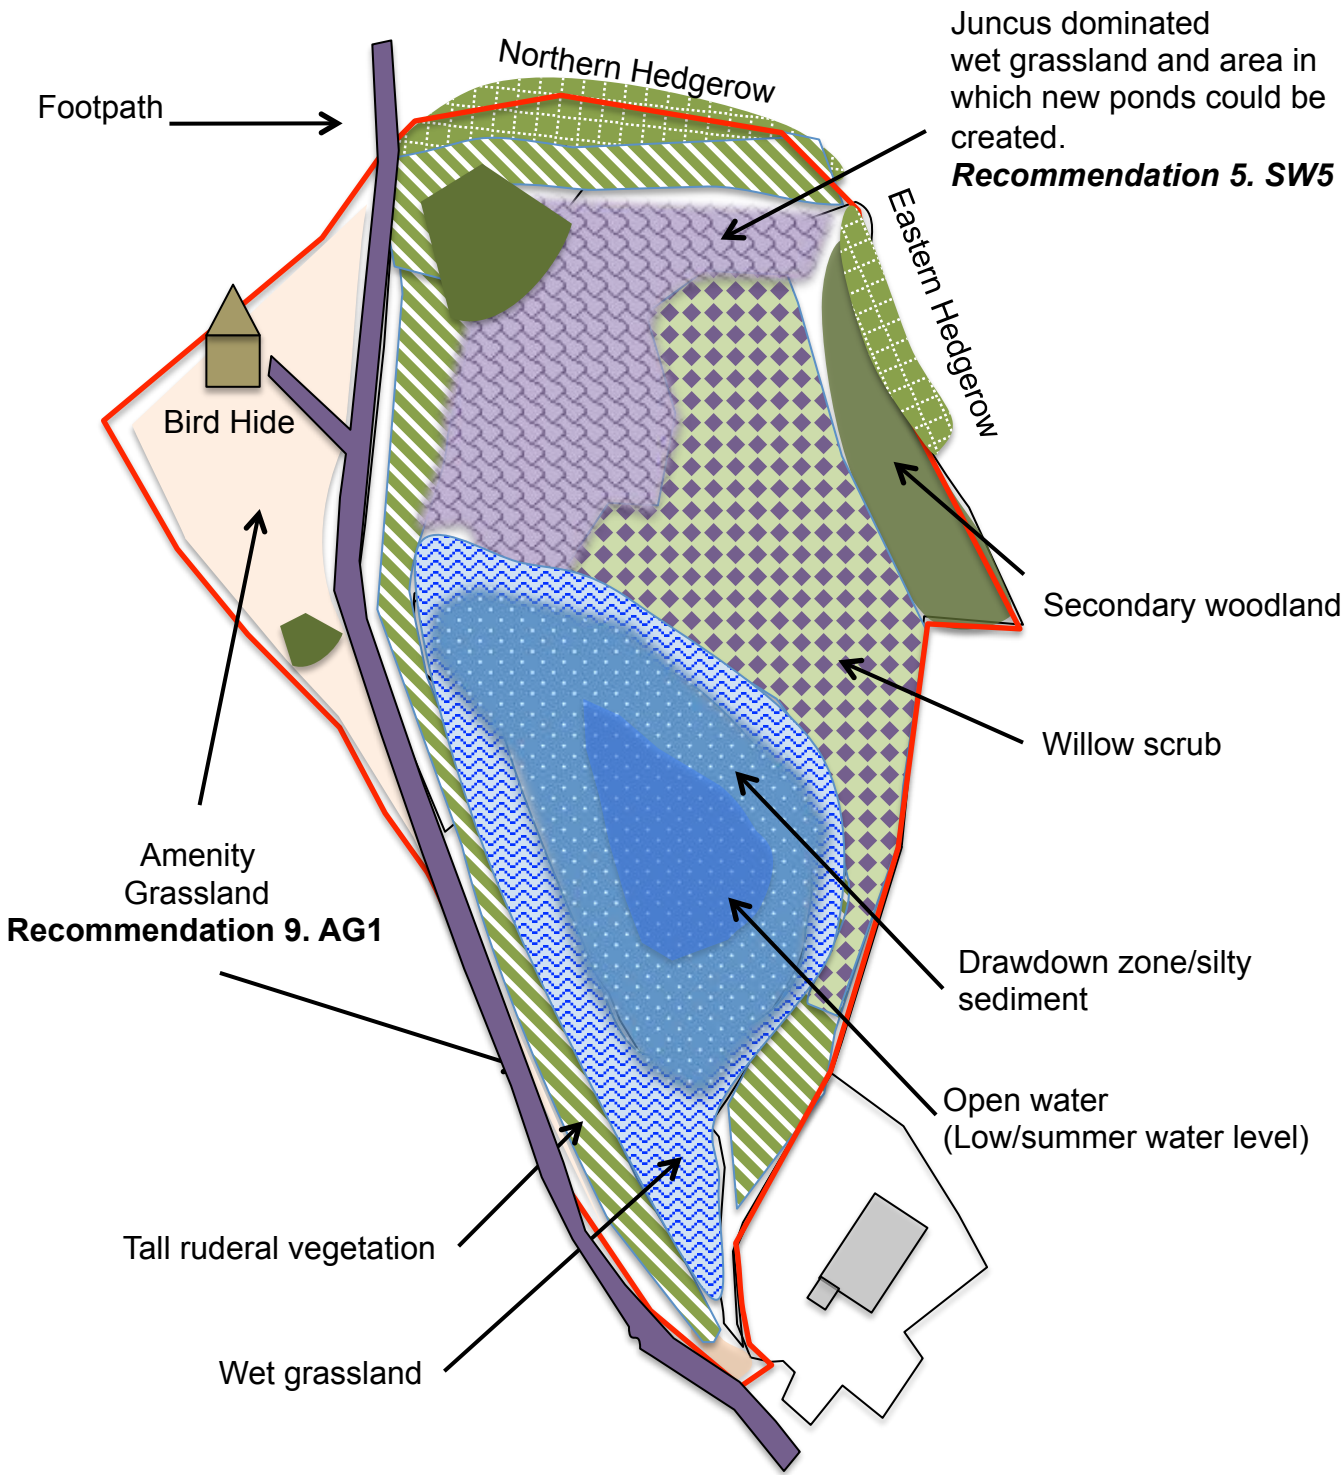 Juncus dominated
wet grassland and area in
which new ponds could be
created.
Recommendation 5. SW5
Northern Hedgerow
Footpath
Eastern Hedgerow
Bird Hide
Secondary woodland
Willow scrub
Amenity
Grassland
Recommendation 9. AG1
Drawdown zone/silty
sediment
Open water
(Low/summer water level)
Tall ruderal vegetation
Wet grassland